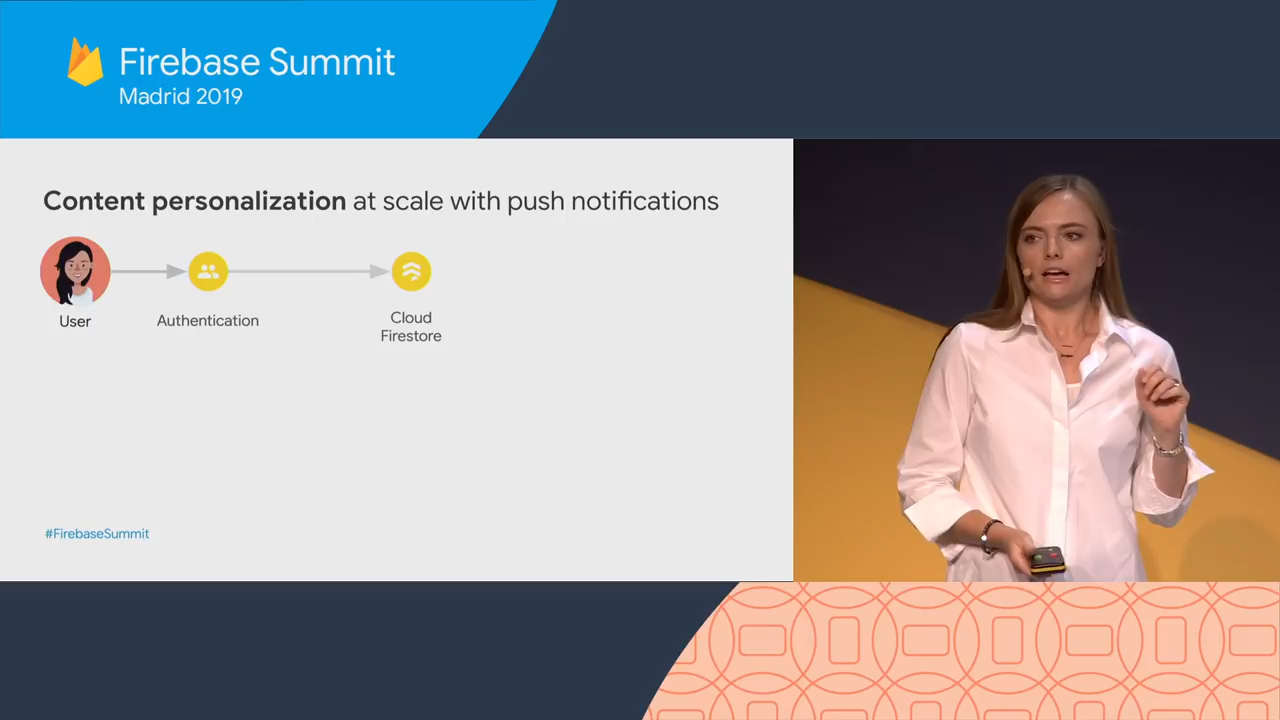 Firebase Summit
Madrid 2019
Content personalization at scale with push notifications
User
Authentication
Cloud
Firestore
#FirebaseSummit